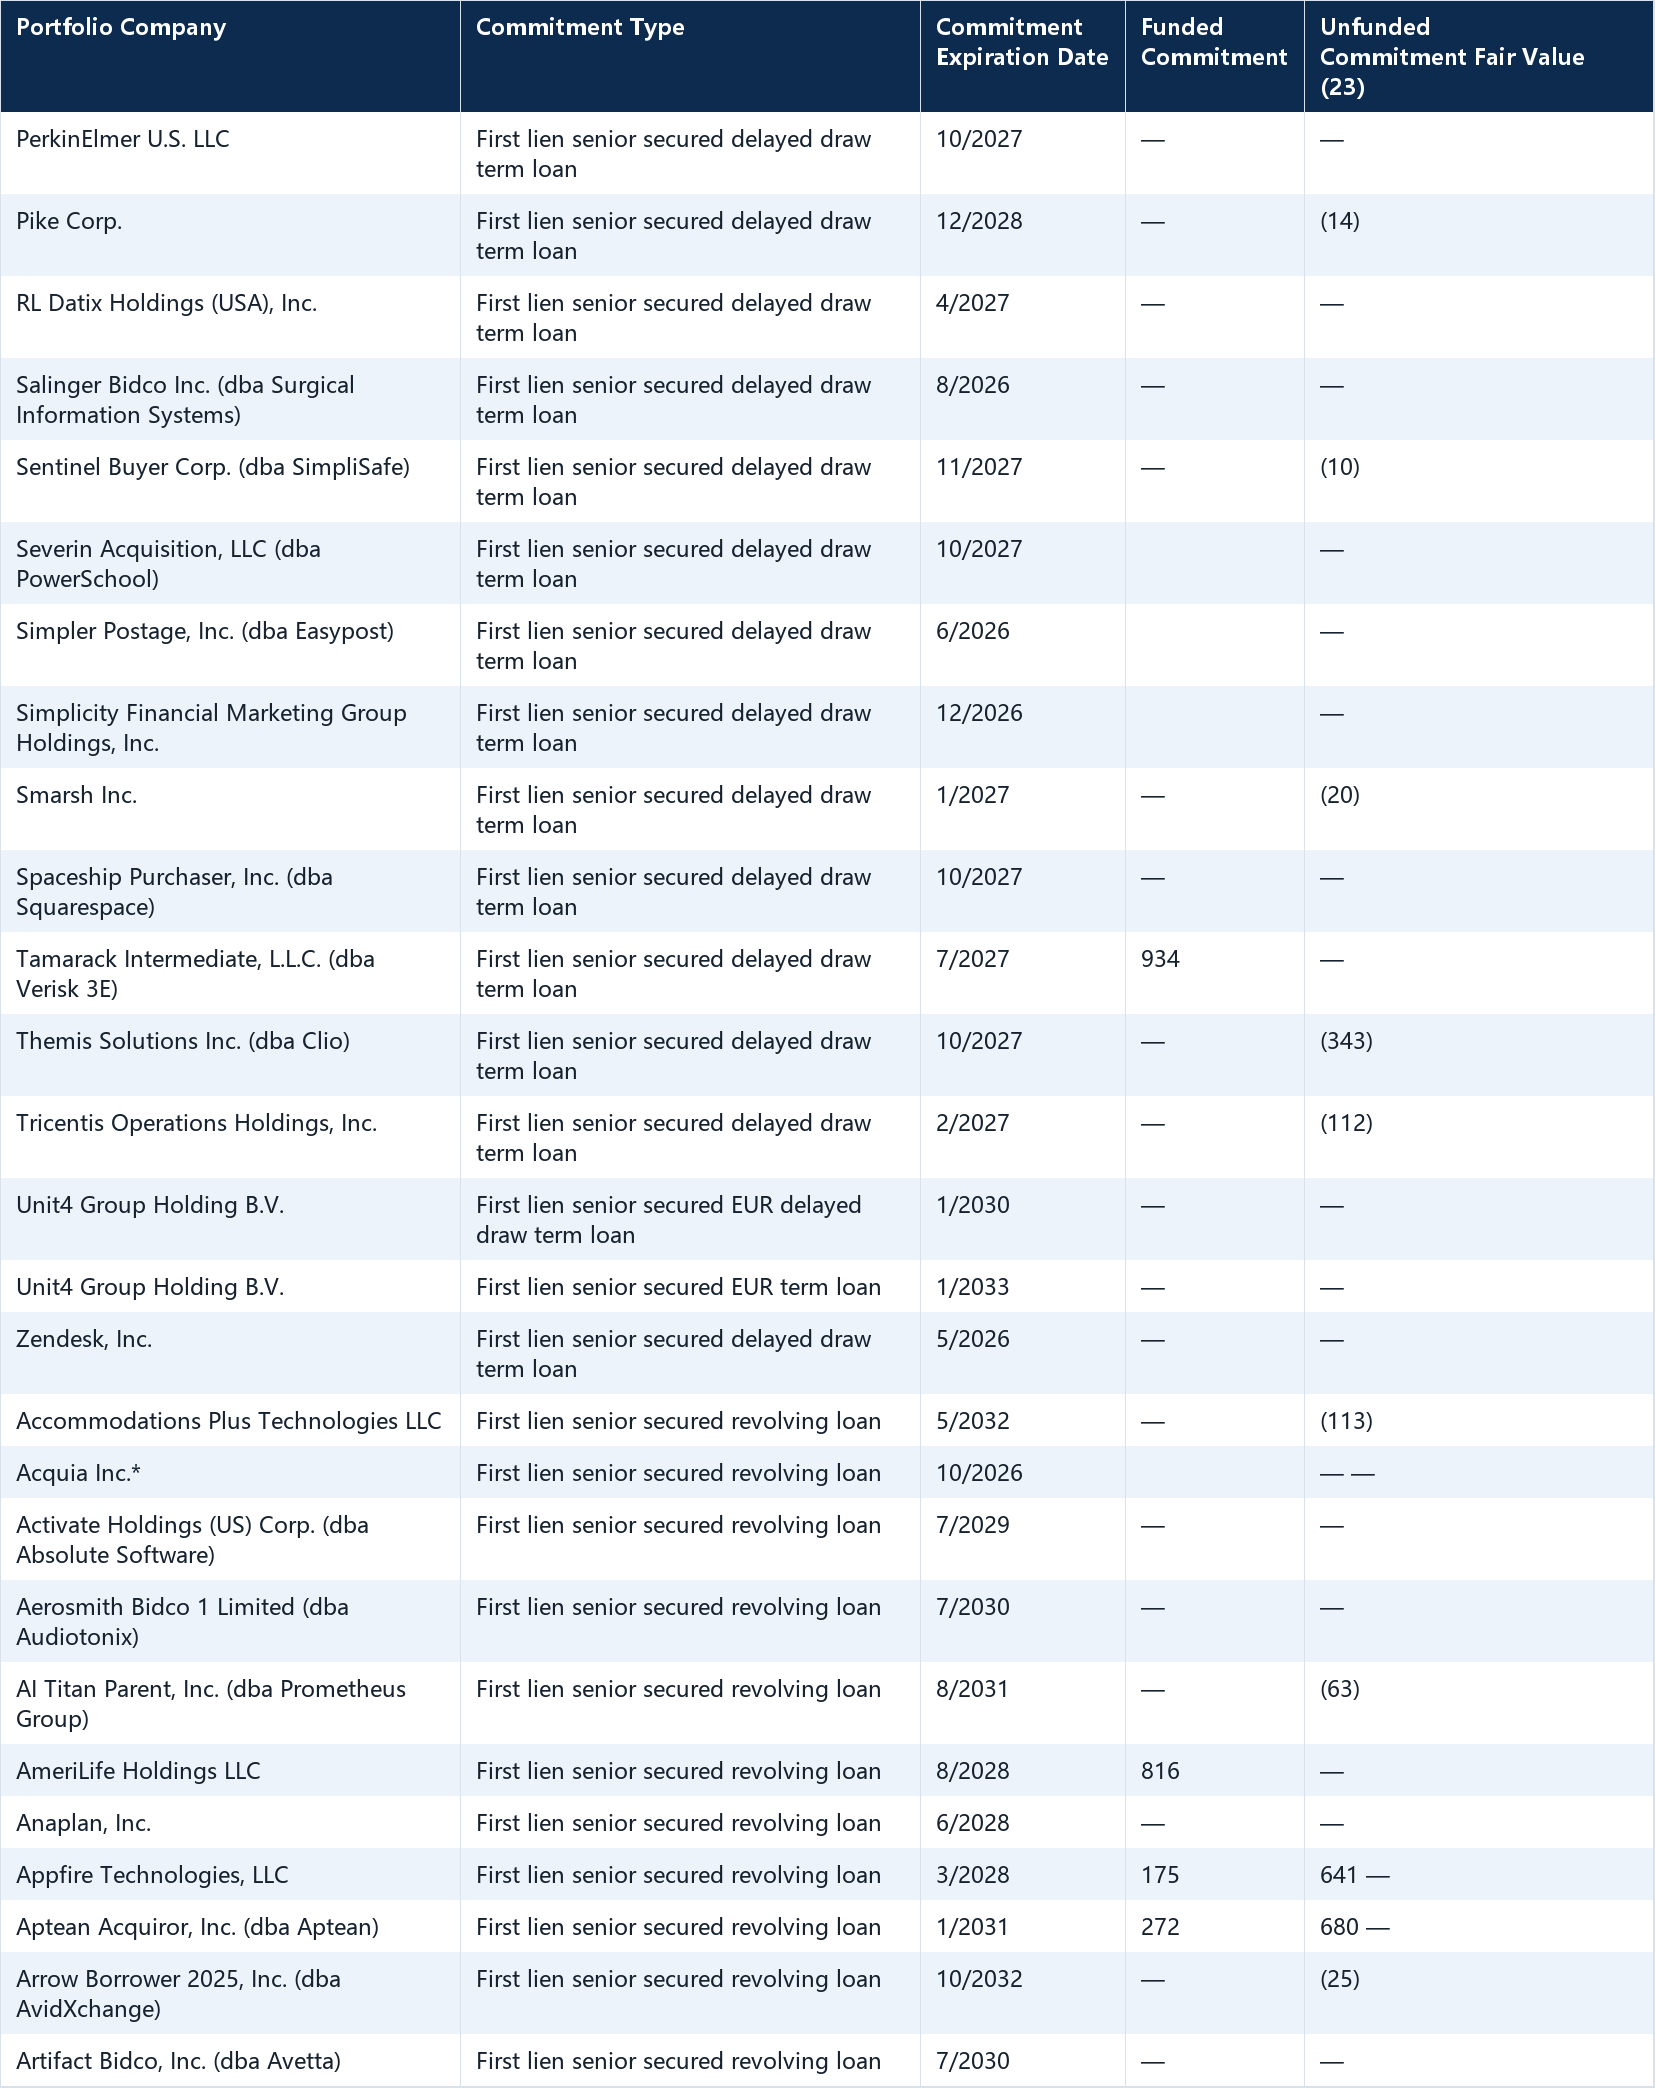 Portfolio Company
Commitment Type
Commitment
Expiration Date
Funded
Commitment
Unfunded
Commitment Fair Value
(23)
PerkinElmer U.S. LLC
First lien senior secured delayed draw
term loan
10/2027
—
—
Pike Corp.
First lien senior secured delayed draw
term loan
12/2028
—
(14)
RL Datix Holdings (USA), Inc.
First lien senior secured delayed draw
term loan
4/2027
—
—
Salinger Bidco Inc. (dba Surgical
Information Systems)
First lien senior secured delayed draw
term loan
8/2026
—
—
Sentinel Buyer Corp. (dba SimpliSafe)
First lien senior secured delayed draw
term loan
11/2027
—
(10)
Severin Acquisition, LLC (dba
PowerSchool)
First lien senior secured delayed draw
term loan
10/2027
—
Simpler Postage, Inc. (dba Easypost)
First lien senior secured delayed draw
term loan
6/2026
—
Simplicity Financial Marketing Group
Holdings, Inc.
First lien senior secured delayed draw
term loan
12/2026
—
Smarsh Inc.
First lien senior secured delayed draw
term loan
1/2027
—
(20)
Spaceship Purchaser, Inc. (dba
Squarespace)
First lien senior secured delayed draw
term loan
10/2027
—
—
Tamarack Intermediate, L.L.C. (dba
Verisk 3E)
First lien senior secured delayed draw
term loan
7/2027
934
—
Themis Solutions Inc. (dba Clio)
First lien senior secured delayed draw
term loan
10/2027
—
(343)
Tricentis Operations Holdings, Inc.
First lien senior secured delayed draw
term loan
2/2027
—
(112)
Unit4 Group Holding B.V.
First lien senior secured EUR delayed
draw term loan
1/2030
—
—
Unit4 Group Holding B.V.
First lien senior secured EUR term loan
1/2033
—
—
Zendesk, Inc.
First lien senior secured delayed draw
term loan
5/2026
—
—
Accommodations Plus Technologies LLC
First lien senior secured revolving loan
5/2032
—
(113)
Acquia Inc.*
First lien senior secured revolving loan
10/2026
— —
Activate Holdings (US) Corp. (dba
Absolute Software)
First lien senior secured revolving loan
7/2029
—
—
Aerosmith Bidco 1 Limited (dba
Audiotonix)
First lien senior secured revolving loan
7/2030
—
—
AI Titan Parent, Inc. (dba Prometheus
Group)
First lien senior secured revolving loan
8/2031
—
(63)
AmeriLife Holdings LLC
First lien senior secured revolving loan
8/2028
816
—
Anaplan, Inc.
First lien senior secured revolving loan
6/2028
—
—
Appfire Technologies, LLC
First lien senior secured revolving loan
3/2028
175
641 —
Aptean Acquiror, Inc. (dba Aptean)
First lien senior secured revolving loan
1/2031
272
680 —
Arrow Borrower 2025, Inc. (dba
AvidXchange)
First lien senior secured revolving loan
10/2032
—
(25)
Artifact Bidco, Inc. (dba Avetta)
First lien senior secured revolving loan
7/2030
—
—